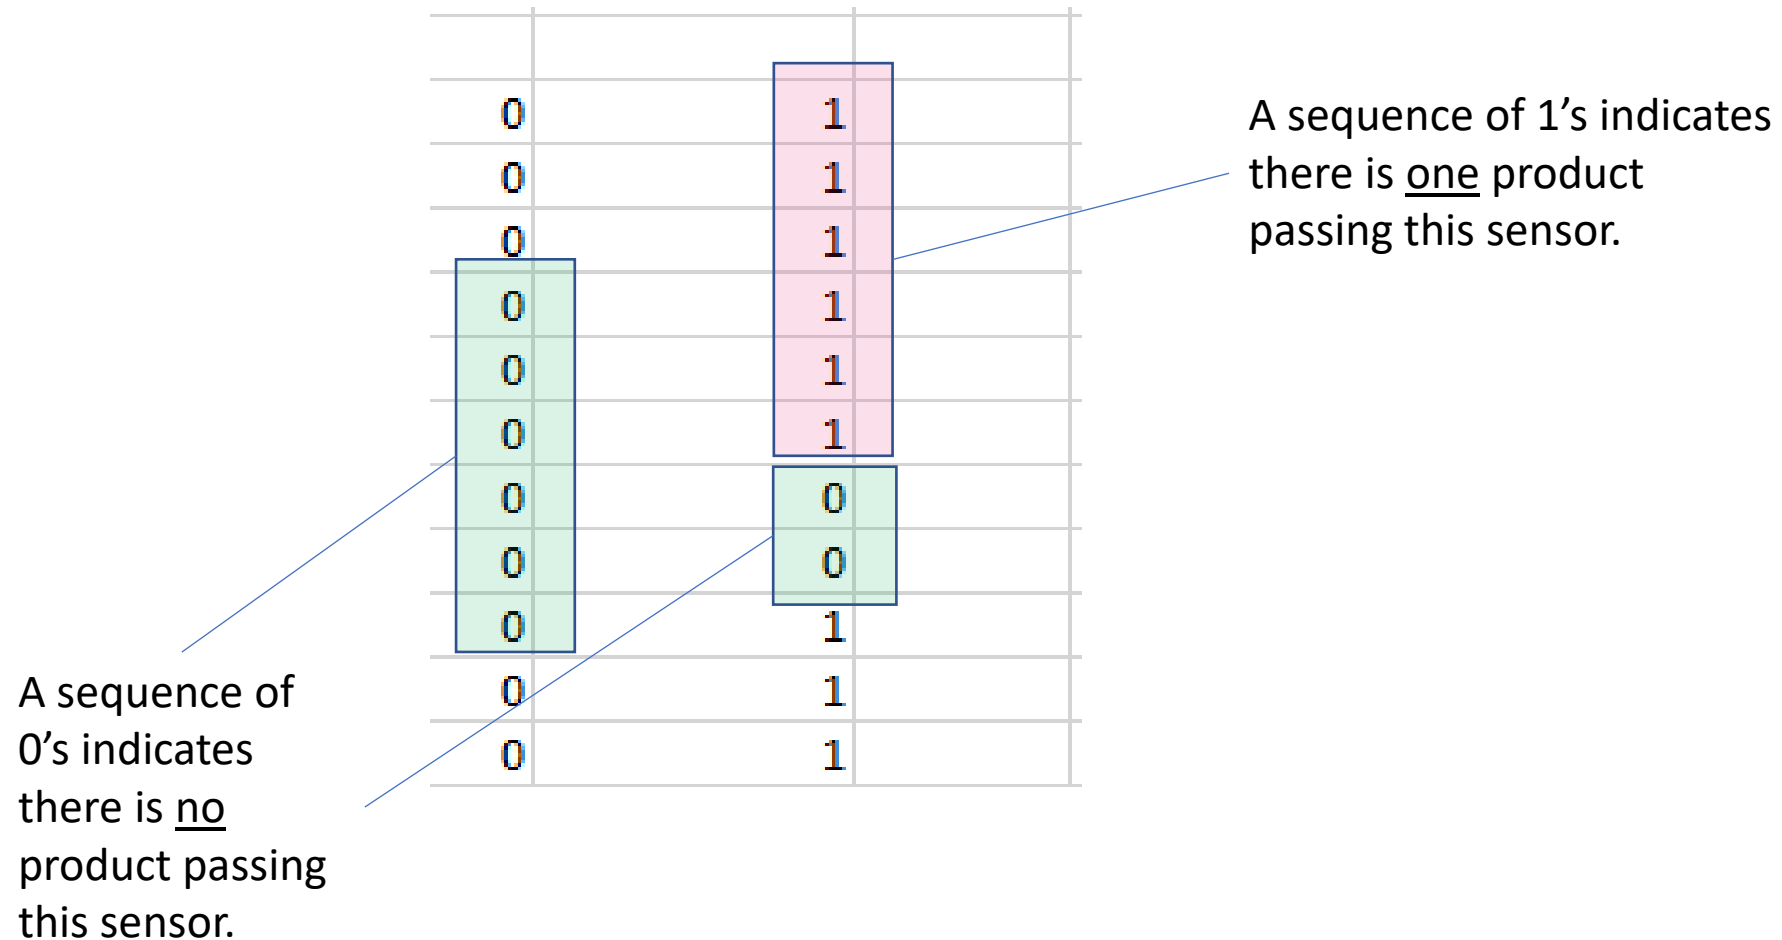 0 1
0 1
0 1
0 1
0 1
0 1
0 0
0 0
0 1
0 1
0 1
A sequence of 1’s indicates
there is one product
passing this sensor.
A sequence of
0’s indicates
there is no
product passing
this sensor.